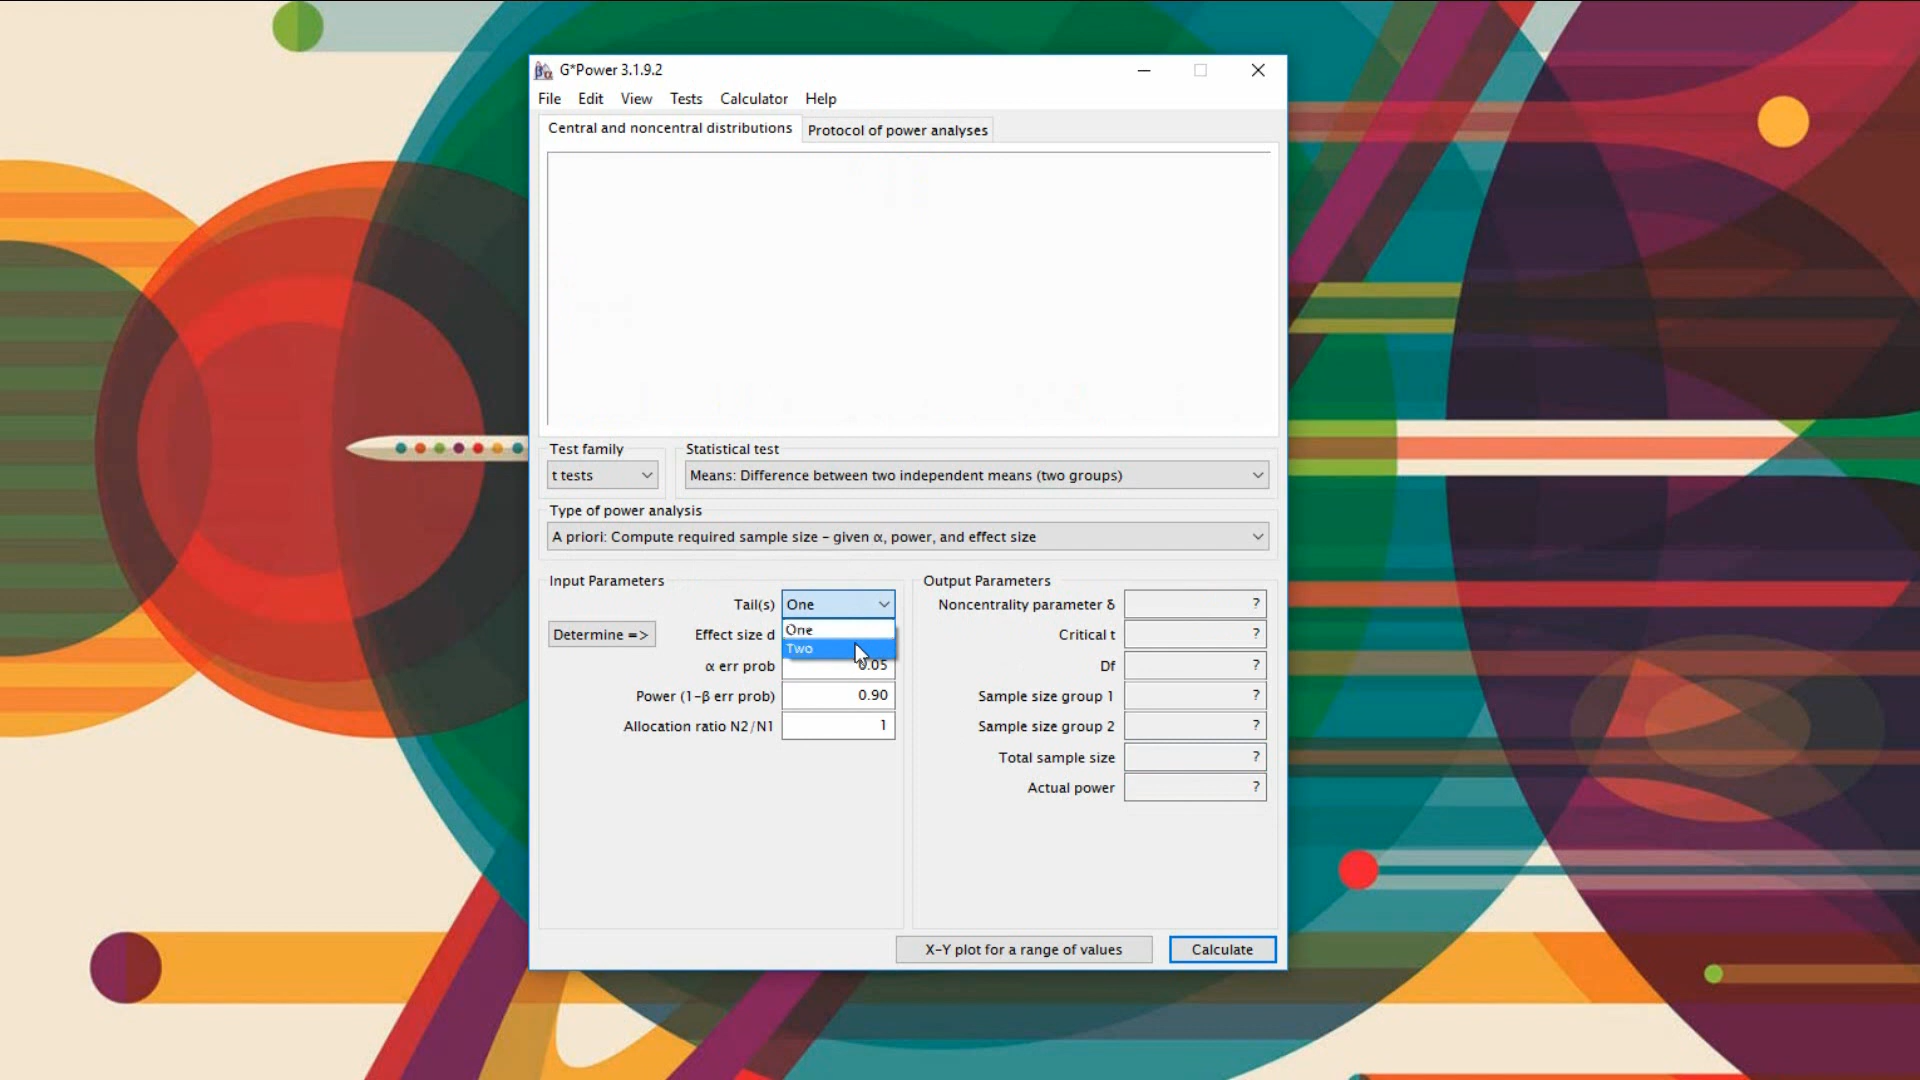 G*Power 3.1.9.2
File Edit View Tests Calculator Help
Central and noncentral distributions
Protocol of power analyses
Test family
Statistical test
t tests
Means: Difference between two independent means (two groups)
Type of power analysis
A priori: Compute required sample size – given α, power, and effect size
Input Parameters
Output Parameters
Tail(s) One
One
Two
Determine =>
Effect size d
α err prob 0.05
Power (1-β err prob) 0.90
Allocation ratio N2/N1 1
Noncentrality parameter δ ?
Critical t ?
Df ?
Sample size group 1 ?
Sample size group 2 ?
Total sample size ?
Actual power ?
X-Y plot for a range of values
Calculate